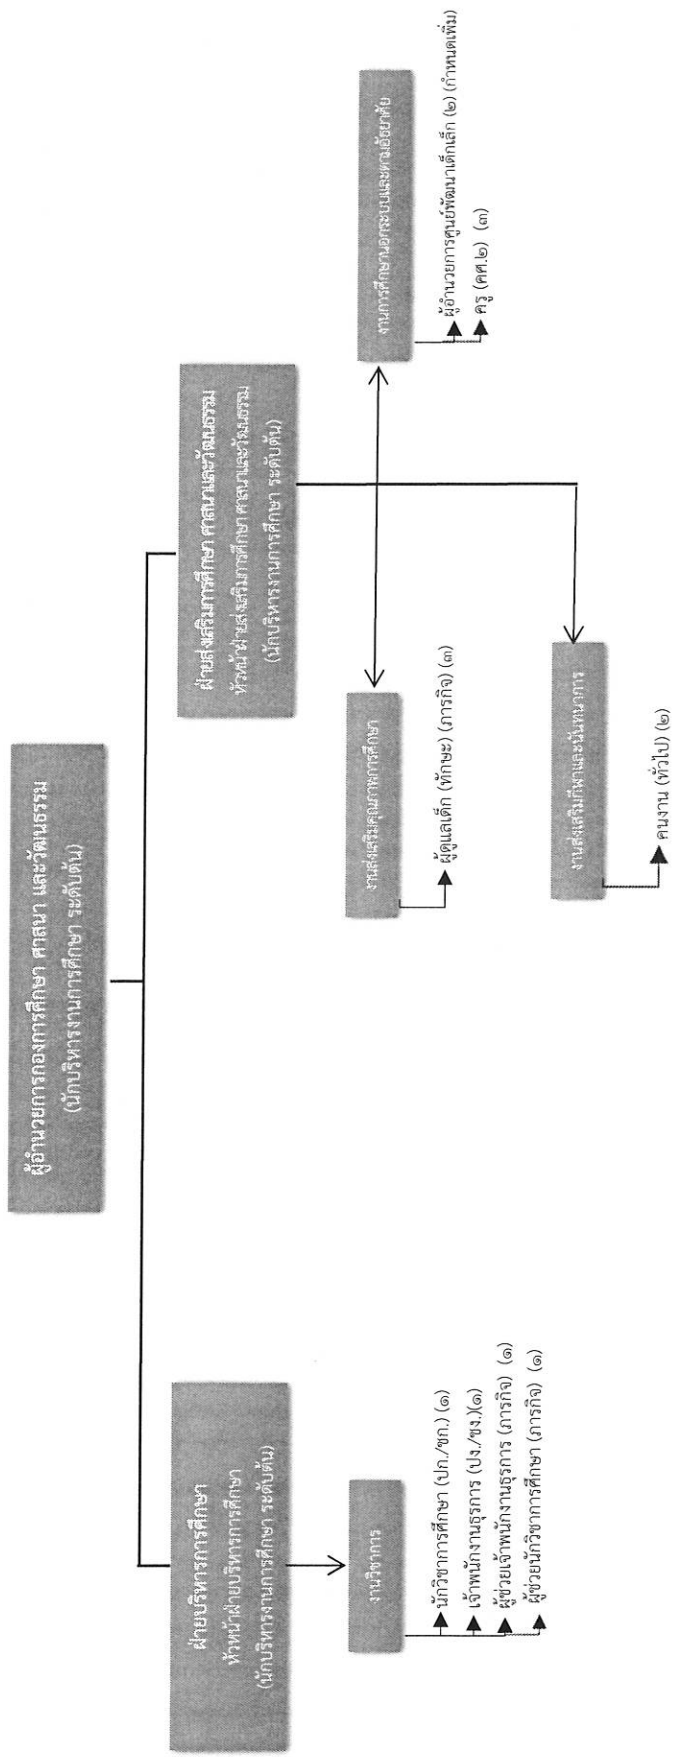 ผู้อำนวยการกองการศึกษา ศาสนา และวัฒนธรรม
(นักบริหารงานการศึกษา ระดับต้น)
ฝ่ายบริหารการศึกษา
หัวหน้าฝ่ายบริหารการศึกษา
(นักบริหารงานการศึกษา ระดับต้น)
งานวิชาการ
นักวิชาการศึกษา (ปก./ชก.) (๑)
เจ้าพนักงานธุรการ (ปง./ชง.)(๑)
ผู้ช่วยเจ้าพนักงานธุรการ (ภารกิจ) (๑)
ผู้ช่วยนักวิชาการศึกษา (ภารกิจ) (๑)
ฝ่ายส่งเสริมการศึกษา ศาสนาและวัฒนธรรม
หัวหน้าฝ่ายส่งเสริมการศึกษา ศาสนาและวัฒนธรรม
(นักบริหารงานการศึกษา ระดับต้น)
งานส่งเสริมคุณภาพการศึกษา
ผู้ดูแลเด็ก (ทักษะ) (ภารกิจ) (๓)
งานการศึกษานอกระบบและตามอัธยาศัย
ผู้อำนวยการศูนย์พัฒนาเด็กเล็ก (๒) (กำหนดเพิ่ม)
ครู (คศ.๒) (๓)
งานส่งเสริมกีฬาและนันทนาการ
คนงาน (ทั่วไป) (๒)